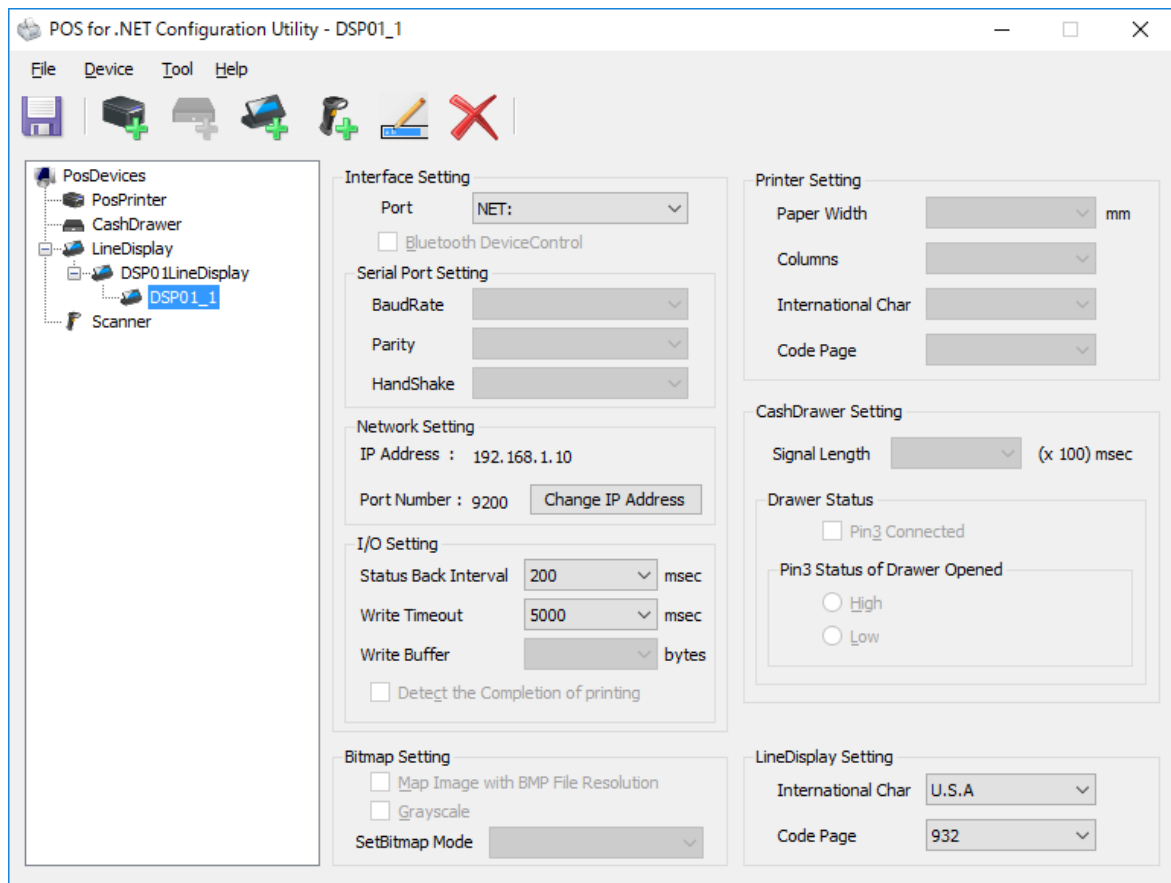 POS for .NET Configuration Utility - DSP01_1
File Device Tool Help
PosDevices
PosPrinter
CashDrawer
LineDisplay
DSP01LineDisplay
DSP01_1
Scanner
Interface Setting
Port NET:
Bluetooth DeviceControl
Serial Port Setting
BaudRate
Parity
HandShake
Network Setting
IP Address : 192.168.1.10
Port Number : 9200 Change IP Address
I/O Setting
Status Back Interval 200 msec
Write Timeout 5000 msec
Write Buffer bytes
Detect the Completion of printing
Bitmap Setting
Map Image with BMP File Resolution
Grayscale
SetBitmap Mode
Printer Setting
Paper Width mm
Columns
International Char
Code Page
CashDrawer Setting
Signal Length (x 100) msec
Drawer Status
Pin3 Connected
Pin3 Status of Drawer Opened
High
Low
LineDisplay Setting
International Char U.S.A
Code Page 932